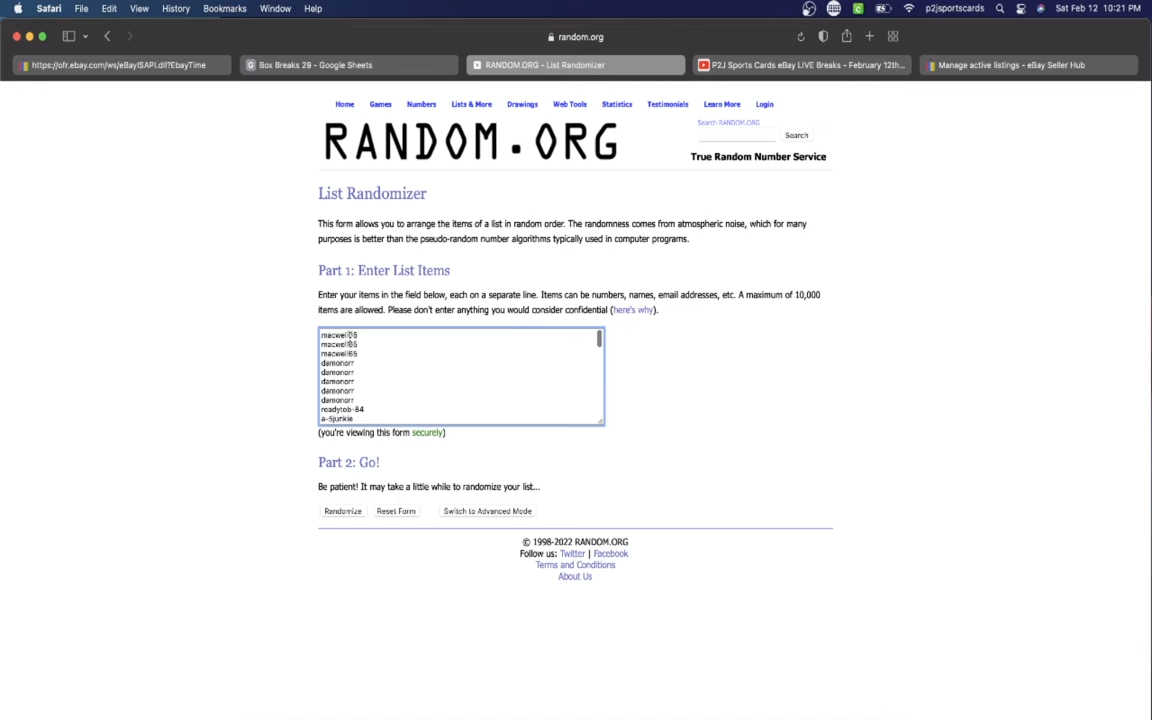 Safari File Edit View History Bookmarks Window Help p2jsportscards Sat Feb 12 10:21 PM
random.org
https://ofr.ebay.com/ws/eBayISAPI.dll?EbayTime
Box Breaks 29 - Google Sheets
RANDOM.ORG - List Randomizer
P2J Sports Cards eBay LIVE Breaks - February 12th...
Manage active listings - eBay Seller Hub
Home Games Numbers Lists & More Drawings Web Tools Statistics Testimonials Learn More Login
RANDOM.ORG
Search RANDOM.ORG
Search
True Random Number Service
List Randomizer
This form allows you to arrange the items of a list in random order. The randomness comes from atmospheric noise, which for many
purposes is better than the pseudo-random number algorithms typically used in computer programs.
Part 1: Enter List Items
Enter your items in the field below, each on a separate line. Items can be numbers, names, email addresses, etc. A maximum of 10,000
items are allowed. Please don't enter anything you would consider confidential (here's why).
macwell65
macwell65
macwell65
damonorr
damonorr
damonorr
damonorr
damonorr
readytob-84
a-5junkie
(you're viewing this form securely)
Part 2: Go!
Be patient! It may take a little while to randomize your list...
Randomize Reset Form Switch to Advanced Mode
© 1998-2022 RANDOM.ORG
Follow us: Twitter | Facebook
Terms and Conditions
About Us